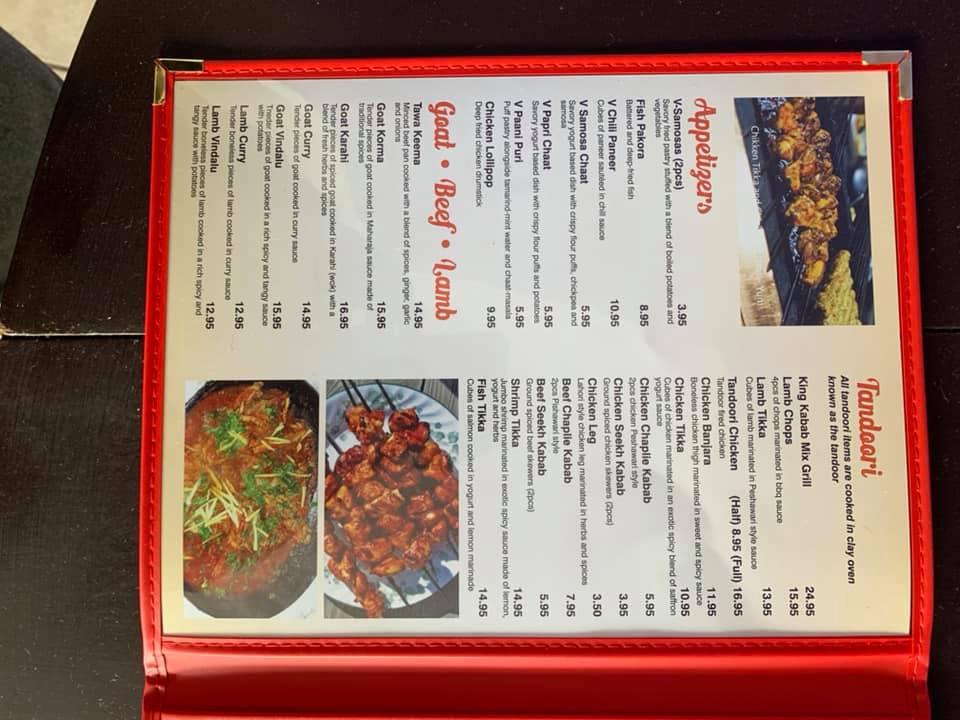 Chicken Tikka
Yum!
Appetizers
V-Samosas (2pcs) 3.95
Savory fried pastry stuffed with a blend of boiled potatoes and
vegetables
Fish Pakora 8.95
Battered and deep-fried fish
V Chili Paneer 10.95
Cubes of paneer sautéed in chili sauce
V Samosa Chaat 5.95
Savory yogurt based dish with crispy flour puffs, chickpes and
samosa
V Papri Chaat 5.95
Savory yogurt baked dish with crispy flour puffs and potatoes
V Paani Puri 5.95
Puff pastry alongside tamarind-mint water and chaat-masala
Chicken Lollipop 9.95
Deep fried chicken drumstick
Goat • Beef • Lamb
Tawa Keema 14.95
Minced beef pan cooked with a blend of spices, ginger, garlic
and onions
Goat Korma 15.95
Tender pieces of goat cooked in Maharaja sauce made of
traditional spices
Goat Karahi 16.95
Tender pieces of spiced goat cooked in Karahi (wok) with a
blend of fresh herbs and spices
Goat Curry 14.95
Tender pieces of goat cooked in curry sauce
Goat Vindalu 15.95
Tender pieces of goat cooked in a rich spicy and tangy sauce
with potatoes
Lamb Curry 12.95
Tender boneless pieces of lamb cooked in curry sauce
Lamb Vindalu 12.95
Tender boneless pieces of lamb cooked in a rich spicy and
tangy sauce with potatoes
Tandoori
All tandoori items are cooked in clay oven
known as the tandoor
King Kabab Mix Grill 24.95
Lamb Chops 15.95
4pcs of chops marinated in bbq sauce
Lamb Tikka 13.95
Cubes of lamb marinated in Peshawari style sauce
Tandoori Chicken (Half) 8.95 (Full) 16.95
Tandoor fired chicken
Chicken Banjara 11.95
Boneless chicken thigh marinated in sweet and spicy sauce
Chicken Tikka 10.95
Cubes of chicken marinated in an exotic spicy blend of saffron
yogurt sauce
Chicken Chaplie Kabab 5.95
2pcs chicken Peshawari style
Chicken Seekh Kabab 3.95
Ground spiced chicken skewers (2pcs)
Chicken Leg 3.50
Lahori style chicken leg marinated in herbs and spices
Beef Chaplie Kabab 7.95
2pcs Pishawari style
Beef Seekh Kabab 5.95
Ground spiced beef skewers (2pcs)
Shrimp Tikka 14.95
Jumbo shrimp marinated in exotic spicy sauce made of lemon,
yogurt and herbs
Fish Tikka 14.95
Cubes of salmon cooked in yogurt and lemon marinade